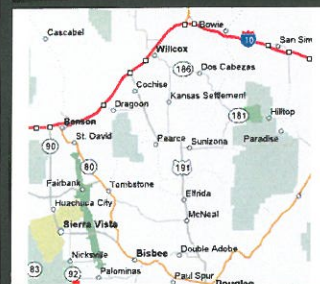 Bowie
Cascabel
10
San Sim
Willcox
186
Dos Cabezas
Cochise
Kansas Settlement
Dragoon
181
Hilltop
Benson
St. David
Paradise
90
Pearce
Sunizona
80
191
Fairbank
Tombstone
Elfrida
Huachuca City
McNeal
Sierra Vista
Bisbee
Double Adobe
Nicksville
83
92
Palominas
Paul Spur
Douglas